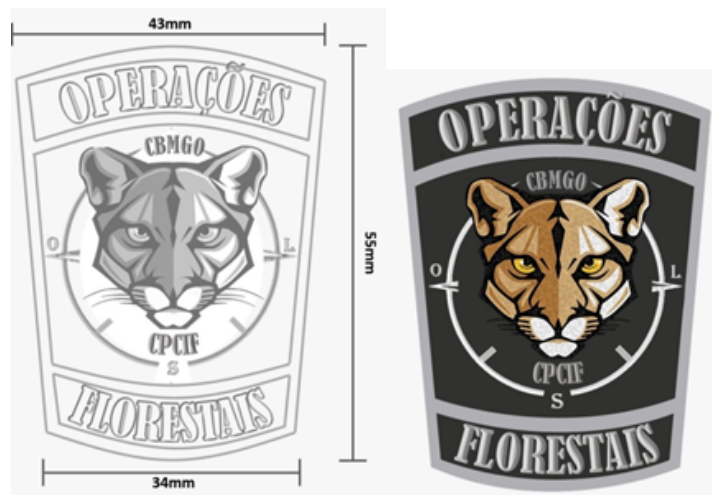 43mm
OPERAÇÕES
CBMGO
O
L
CPCIF
S
FLORESTAIS
34mm
55mm
OPERAÇÕES
CBMGO
O
L
CPCIF
S
FLORESTAIS